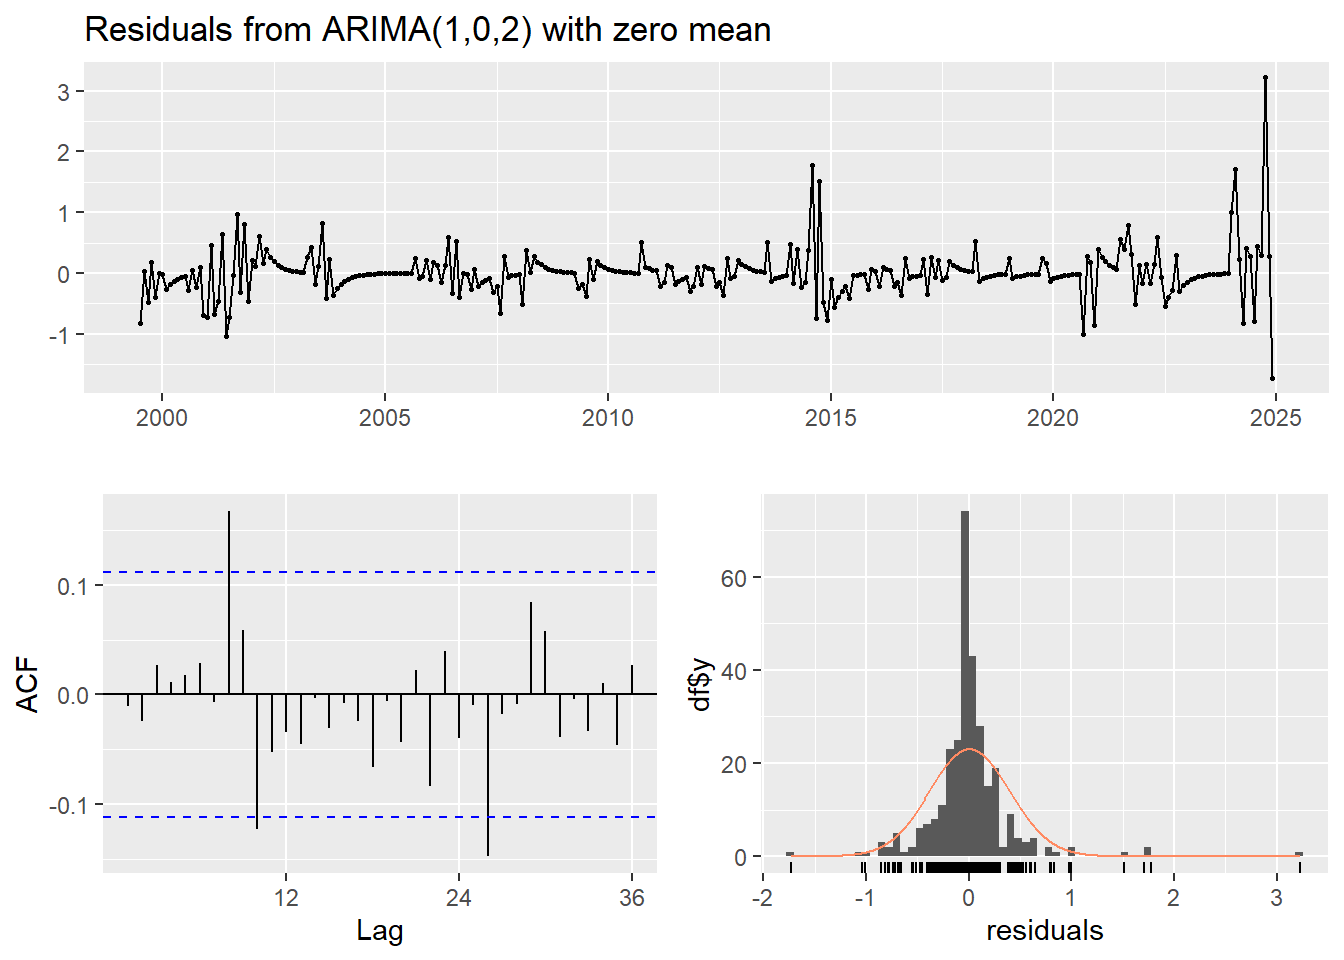 Residuals from ARIMA(1,0,2) with zero mean
3
2
1
0
-1
2000 2005 2010 2015 2020 2025
ACF
0.1
0.0
-0.1
12 24 36
Lag
df$y
60
40
20
0
-2 -1 0 1 2 3
residuals